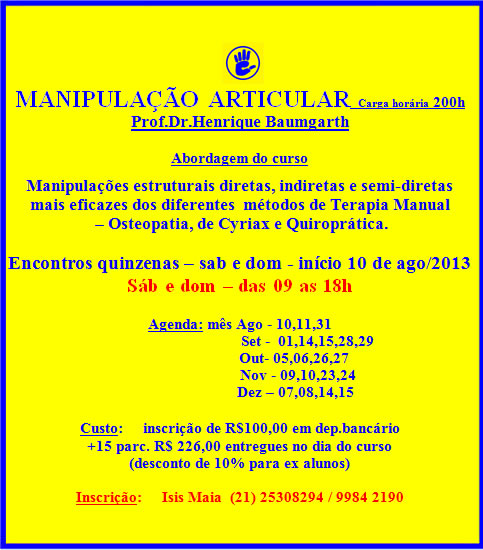 MANIPULAÇÃO ARTICULAR Carga horária 200h
Prof.Dr.Henrique Baumgarth
Abordagem do curso
Manipulações estruturais diretas, indiretas e semi-diretas
mais eficazes dos diferentes métodos de Terapia Manual
– Osteopatia, de Cyriax e Quiroprática.
Encontros quinzenas – sab e dom - início 10 de ago/2013
Sáb e dom – das 09 as 18h
Agenda: mês Ago - 10,11,31
Set - 01,14,15,28,29
Out- 05,06,26,27
Nov - 09,10,23,24
Dez – 07,08,14,15
Custo: inscrição de R$100,00 em dep.bancário
+15 parc. R$ 226,00 entregues no dia do curso
(desconto de 10% para ex alunos)
Inscrição: Isis Maia (21) 25308294 / 9984 2190